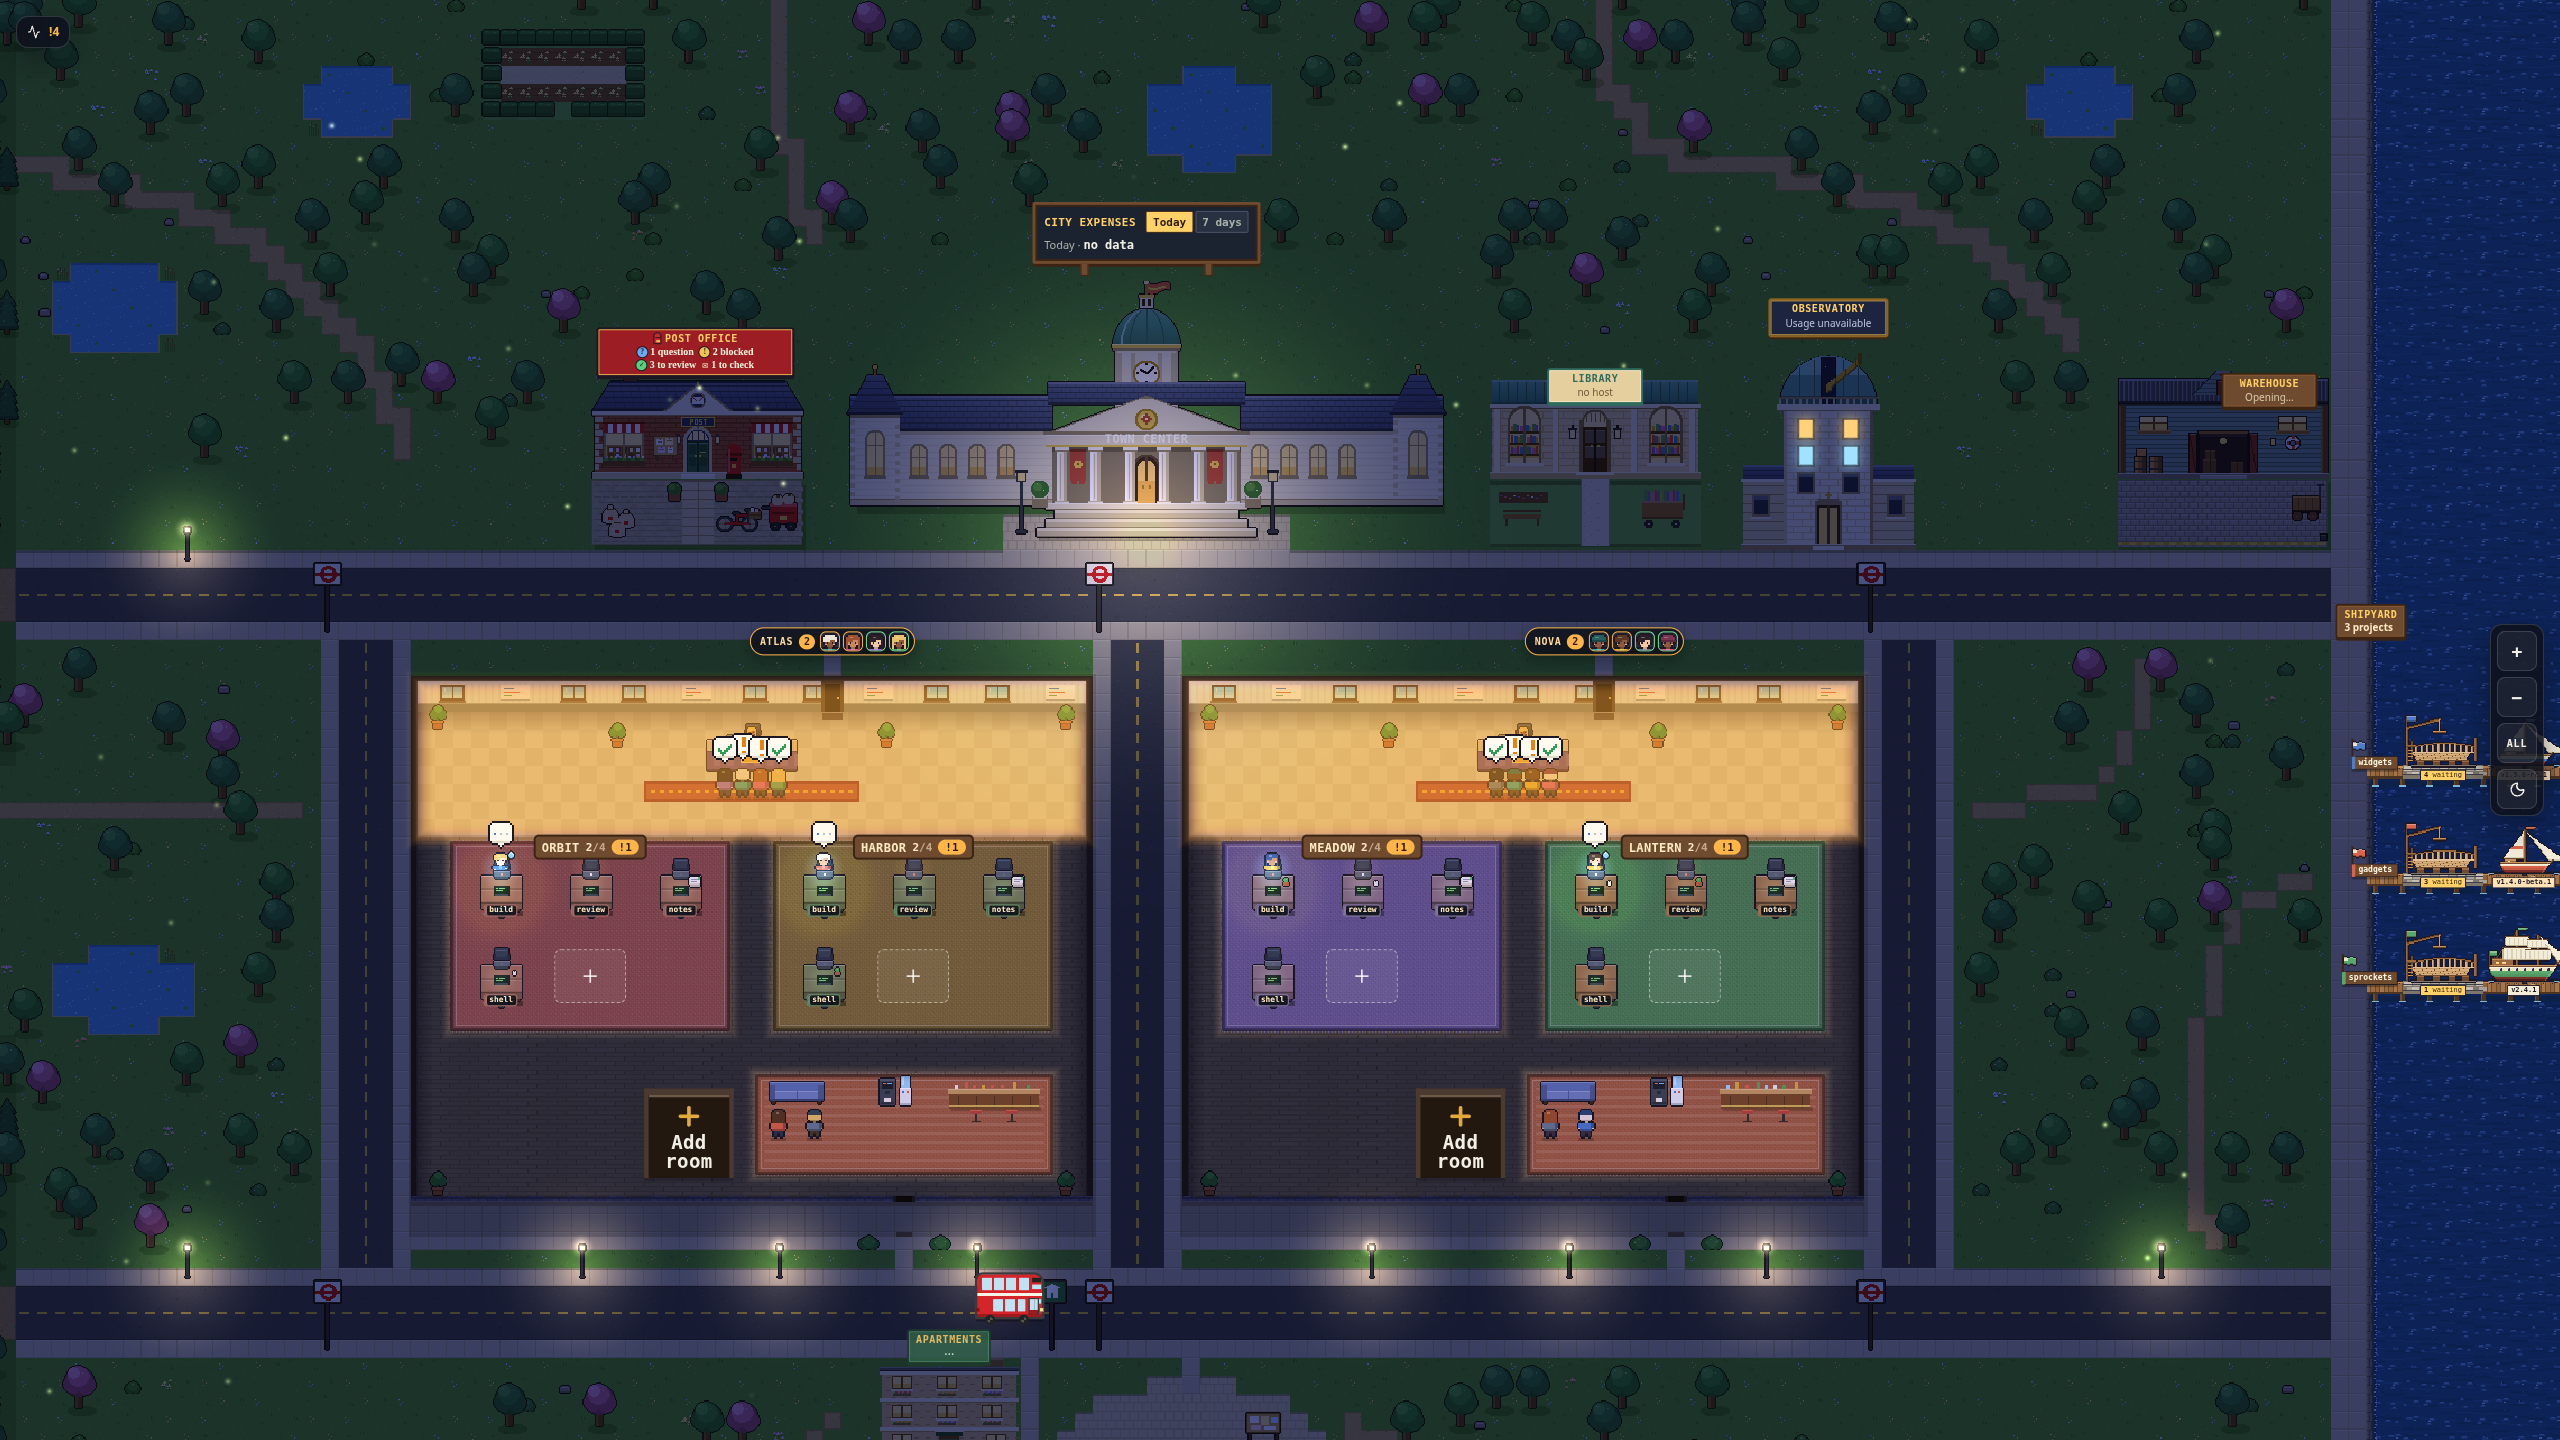 !4
CITY EXPENSES Today 7 days
Today · no data
POST OFFICE
1 question 2 blocked
3 to review 1 to check
POST
TOWN CENTER
LIBRARY
no host
OBSERVATORY
Usage unavailable
WAREHOUSE
Opening...
SHIPYARD
3 projects
ATLAS 2
NOVA 2
+
−
ALL
widgets
4 waiting
gadgets
3 waiting
v1.4.0-beta.1
sprockets
1 waiting
v2.4.1
ORBIT 2/4 !1
build
review
notes
shell
+
HARBOR 2/4 !1
build
review
notes
shell
+
MEADOW 2/4 !1
build
review
notes
shell
+
LANTERN 2/4 !1
build
review
notes
shell
+
+
Add
room
+
Add
room
APARTMENTS
...